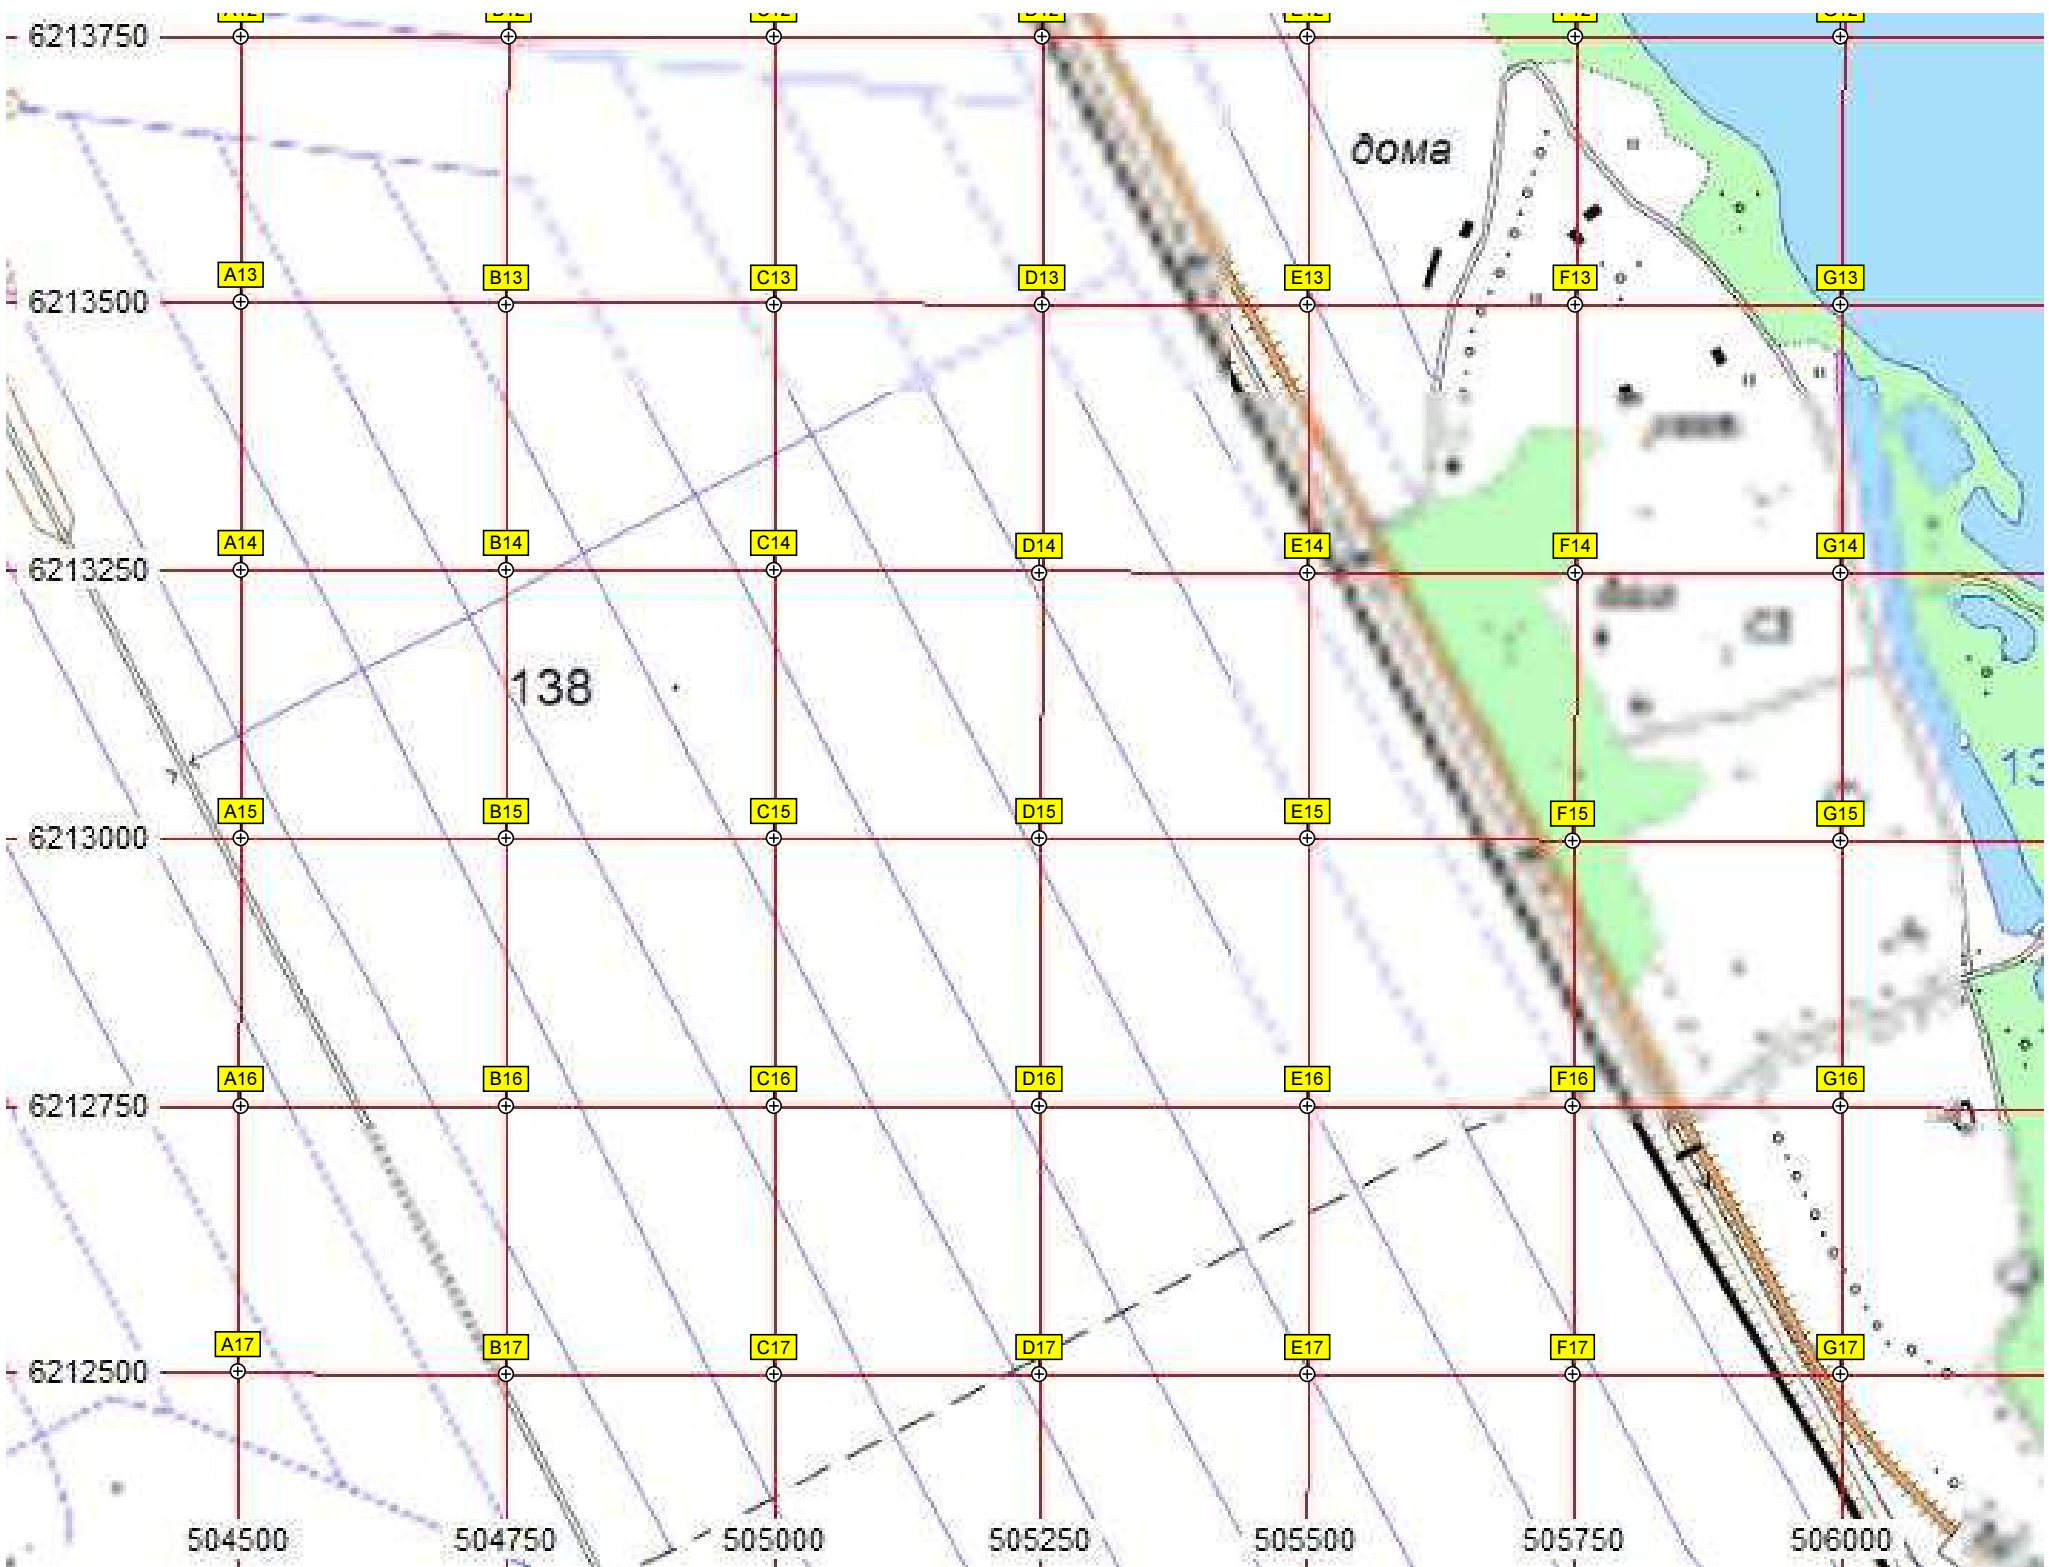 6213750
дома
A13 B13 C13 D13 E13 F13 G13
6213500
A14 B14 C14 D14 E14 F14 G14
6213250
СЗ
138
13
A15 B15 C15 D15 E15 F15 G15
6213000
A16 B16 C16 D16 E16 F16 G16
6212750
A17 B17 C17 D17 E17 F17 G17
6212500
504500 504750 505000 505250 505500 505750 506000